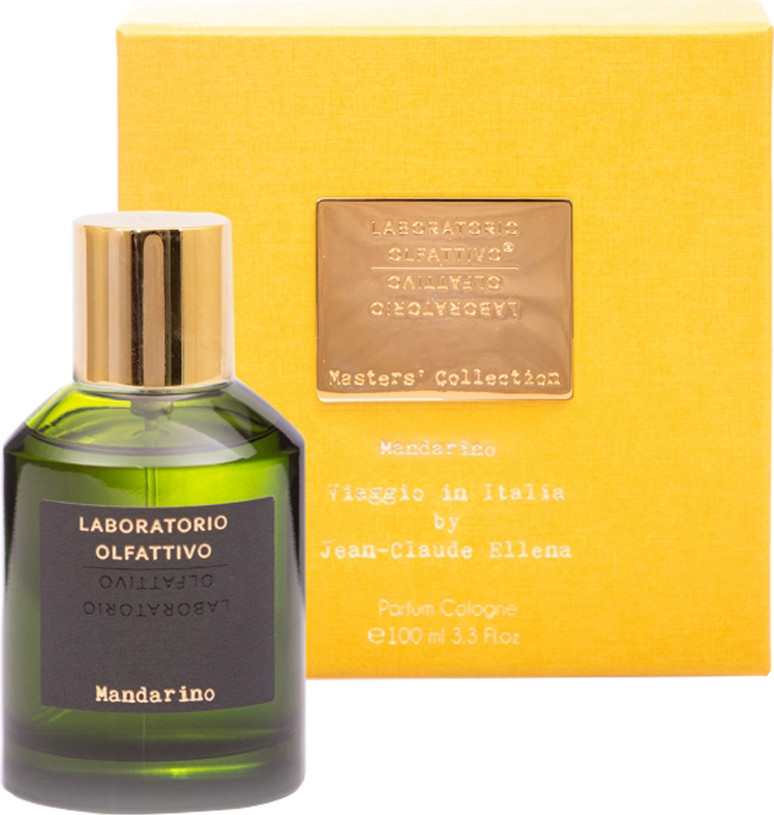 LABORATORIO
OLFATTIVO®
OLFATTIVO
LABORATORIO
Masters' Collection
Mandarino
Viaggio in Italia
by
Jean-Claude Ellena
Parfum Cologne
℮100 ml 3.3 Fl.oz
LABORATORIO
OLFATTIVO
OLFATTIVO
LABORATORIO
Mandarino